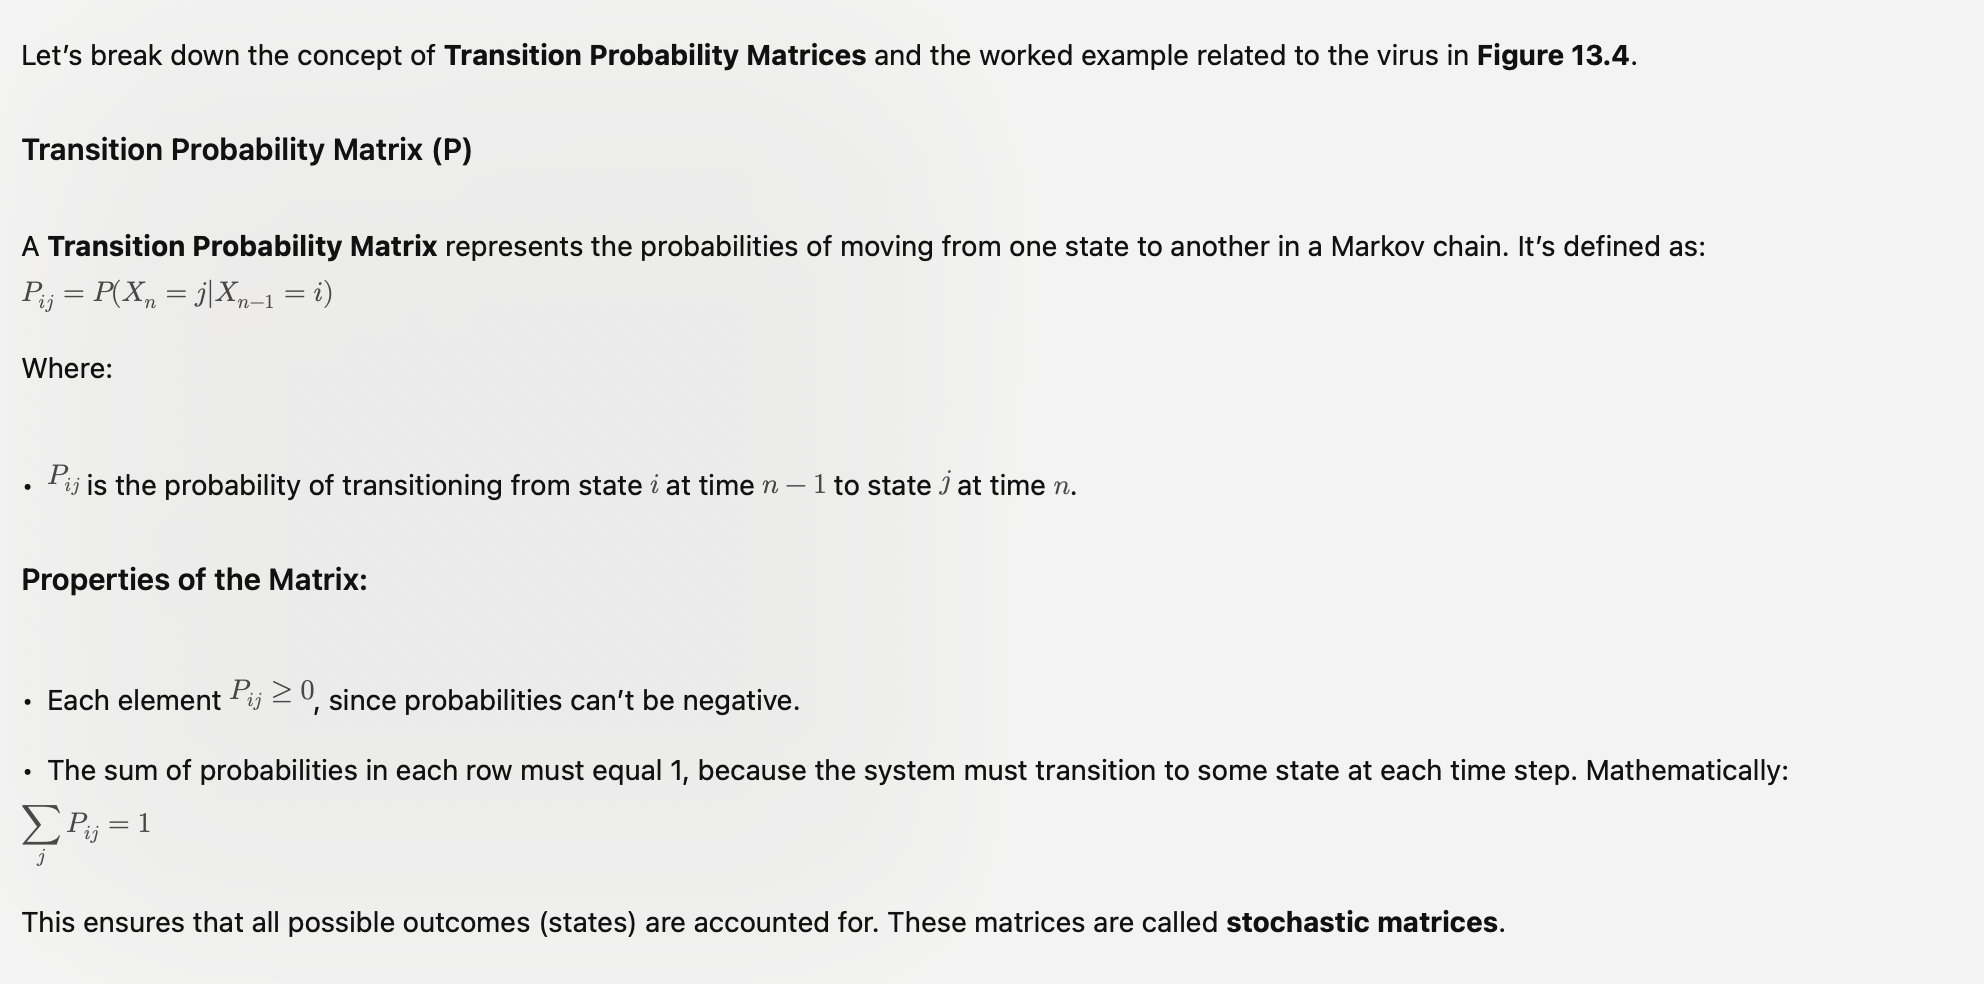 Let's break down the concept of Transition Probability Matrices and the worked example related to the virus in Figure 13.4.
Transition Probability Matrix (P)
A Transition Probability Matrix represents the probabilities of moving from one state to another in a Markov chain. It's defined as:
P_{ij} = P(X_n = j|X_{n−1} = i)
Where:
• P_{ij} is the probability of transitioning from state i at time n − 1 to state j at time n.
Properties of the Matrix:
• Each element P_{ij} ≥ 0, since probabilities can't be negative.
• The sum of probabilities in each row must equal 1, because the system must transition to some state at each time step. Mathematically:
∑_j P_{ij} = 1
This ensures that all possible outcomes (states) are accounted for. These matrices are called stochastic matrices.